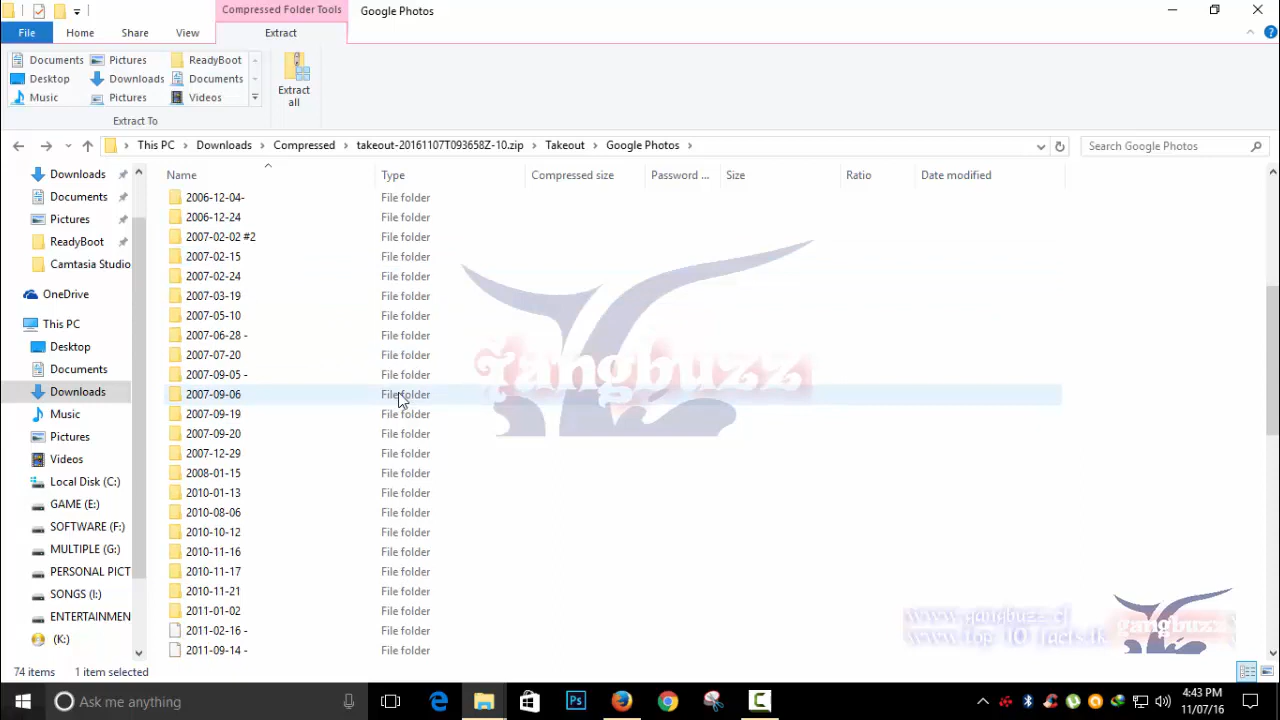 Compressed Folder Tools
Google Photos
File
Home
Share
View
Extract
Documents
Pictures
ReadyBoot
Desktop
Downloads
Documents
Music
Pictures
Videos
Extract all
Extract To
This PC
Downloads
Compressed
takeout-20161107T093658Z-10.zip
Takeout
Google Photos
Search Google Photos
Name
Type
Compressed size
Password ...
Size
Ratio
Date modified
Downloads
Documents
Pictures
ReadyBoot
Camtasia Studio
OneDrive
This PC
Desktop
Documents
Downloads
Music
Pictures
Videos
Local Disk (C:)
GAME (E:)
SOFTWARE (F:)
MULTIPLE (G:)
PERSONAL PICT
SONGS (I:)
ENTERTAINMEN
(K:)
2006-12-04- File folder
2006-12-24 File folder
2007-02-02 #2 File folder
2007-02-15 File folder
2007-02-24 File folder
2007-03-19 File folder
2007-05-10 File folder
2007-06-28 - File folder
2007-07-20 File folder
2007-09-05 - File folder
2007-09-06 File folder
2007-09-19 File folder
2007-09-20 File folder
2007-12-29 File folder
2008-01-15 File folder
2010-01-13 File folder
2010-08-06 File folder
2010-10-12 File folder
2010-11-16 File folder
2010-11-17 File folder
2010-11-21 File folder
2011-01-02 File folder
2011-02-16 - File folder
2011-09-14 - File folder
gangbuzz
gangbuzz
74 items
1 item selected
Ask me anything
4:43 PM
11/07/16